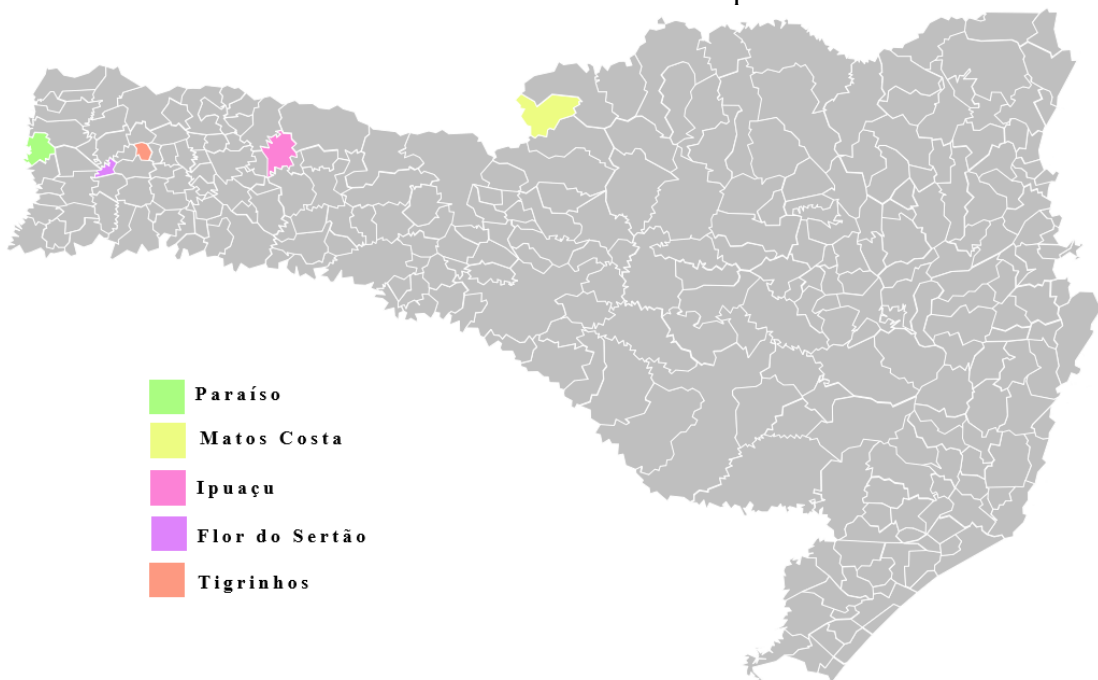 Paraíso
Matos Costa
Ipuaçu
Flor do Sertão
Tigrinhos